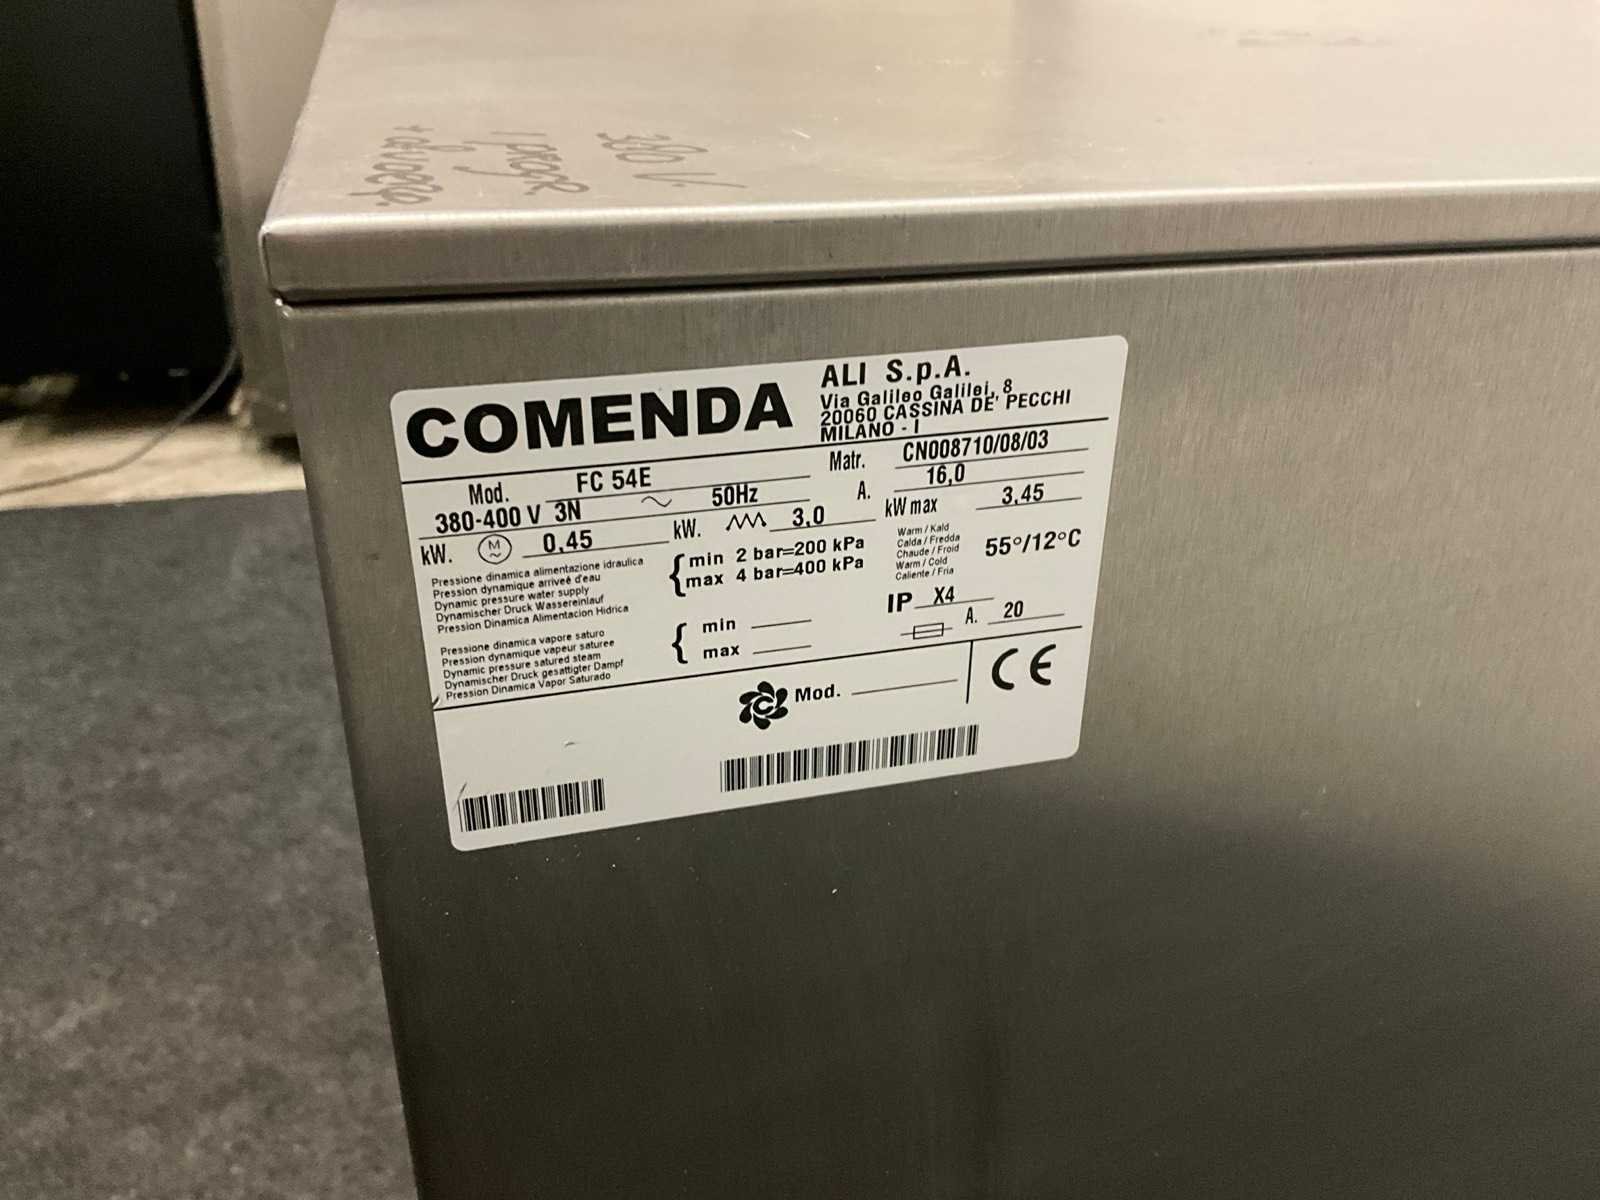 380V
COMENDA
ALI S.p.A.
Via Galileo Galilei, 8
20060 CASSINA DE' PECCHI
MILANO - I
Mod. FC 54E Matr. CN008710/08/03
380-400 V 3N ~ 50Hz A. 16,0
kW. M ~ 0,45 kW. 3,0 kW max 3,45
Pressione dinamica alimentazione idraulica
Pression dynamique arriveé d'eau
Dynamic pressure water supply
Dynamischer Druck Wassereinlauf
Pression Dinamica Alimentacion Hidrica
min 2 bar=200 kPa
max 4 bar=400 kPa
Warm / Kald
Calda / Fredda
Chaude / Froid
Warm / Cold
Caliente / Fria
55°/12°C
IP X4
A. 20
Pressione dinamica vapore saturo
Pression dynamique vapeur saturee
Dynamic pressure satured steam
Dynamischer Druck gesattigter Dampf
Pression Dinamica Vapor Saturado
min
max
C Mod.
CE